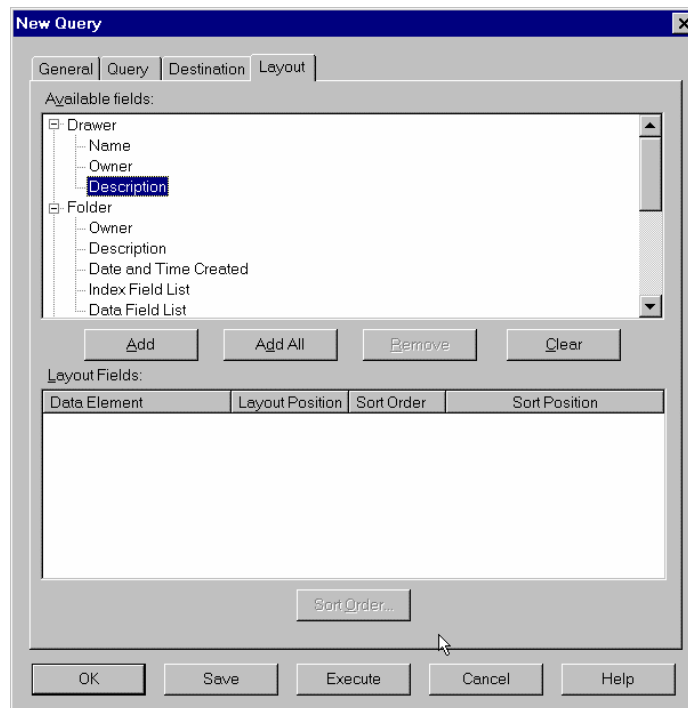 New Query
General Query Destination Layout
Available fields:
Drawer
Name
Owner
Description
Folder
Owner
Description
Date and Time Created
Index Field List
Data Field List
Add Add All Remove Clear
Layout Fields:
Data Element Layout Position Sort Order Sort Position
Sort Order...
OK Save Execute Cancel Help